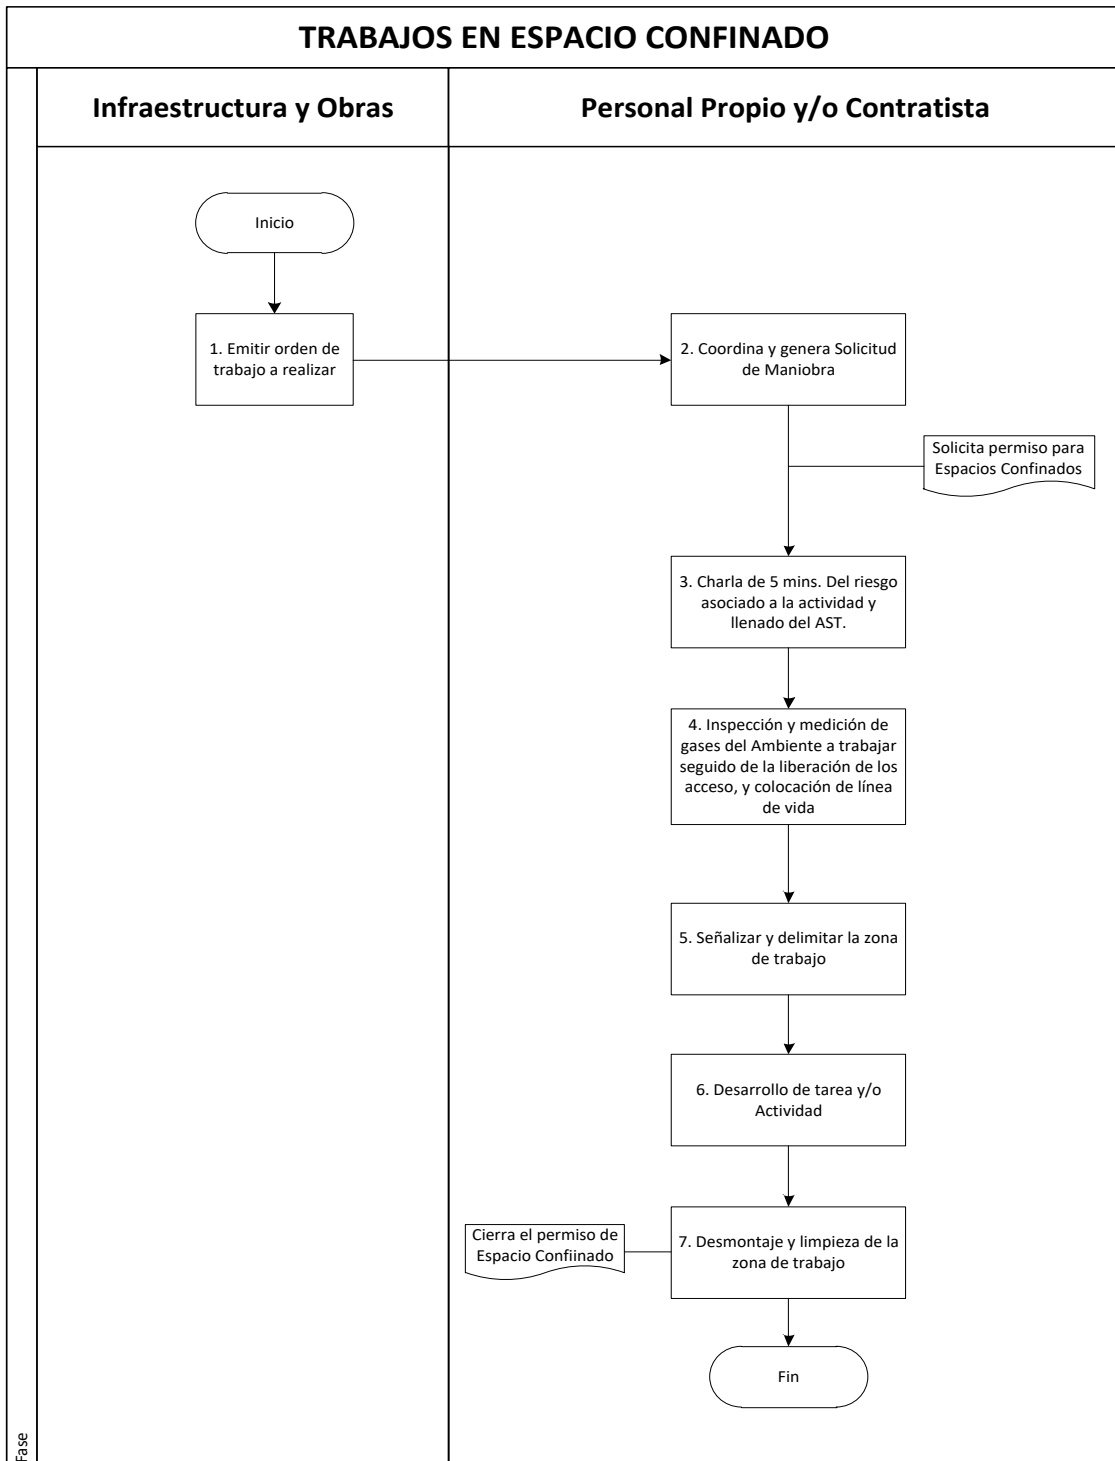 TRABAJOS EN ESPACIO CONFINADO
Infraestructura y Obras
Personal Propio y/o Contratista
Inicio
1. Emitir orden de
trabajo a realizar
2. Coordina y genera Solicitud
de Maniobra
Solicita permiso para
Espacios Confinados
3. Charla de 5 mins. Del riesgo
asociado a la actividad y
llenado del AST.
4. Inspección y medición de
gases del Ambiente a trabajar
seguido de la liberación de los
acceso, y colocación de línea
de vida
5. Señalizar y delimitar la zona
de trabajo
6. Desarrollo de tarea y/o
Actividad
Cierra el permiso de
Espacio Confiinado
7. Desmontaje y limpieza de la
zona de trabajo
Fin
Fase